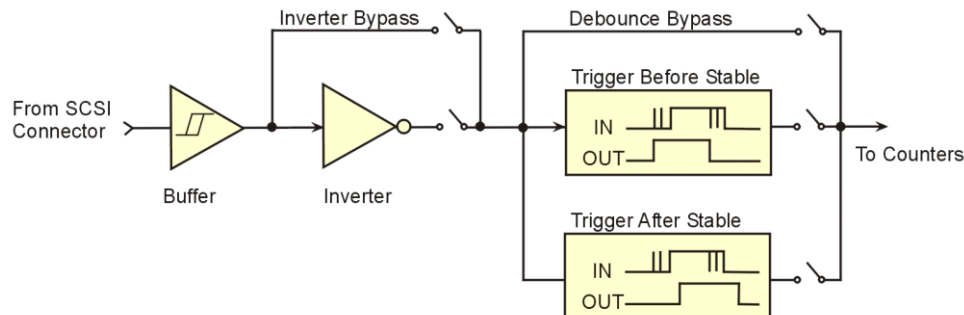 Inverter Bypass
Debounce Bypass
From SCSI
Connector
Trigger Before Stable
IN
OUT
To Counters
Buffer
Inverter
Trigger After Stable
IN
OUT